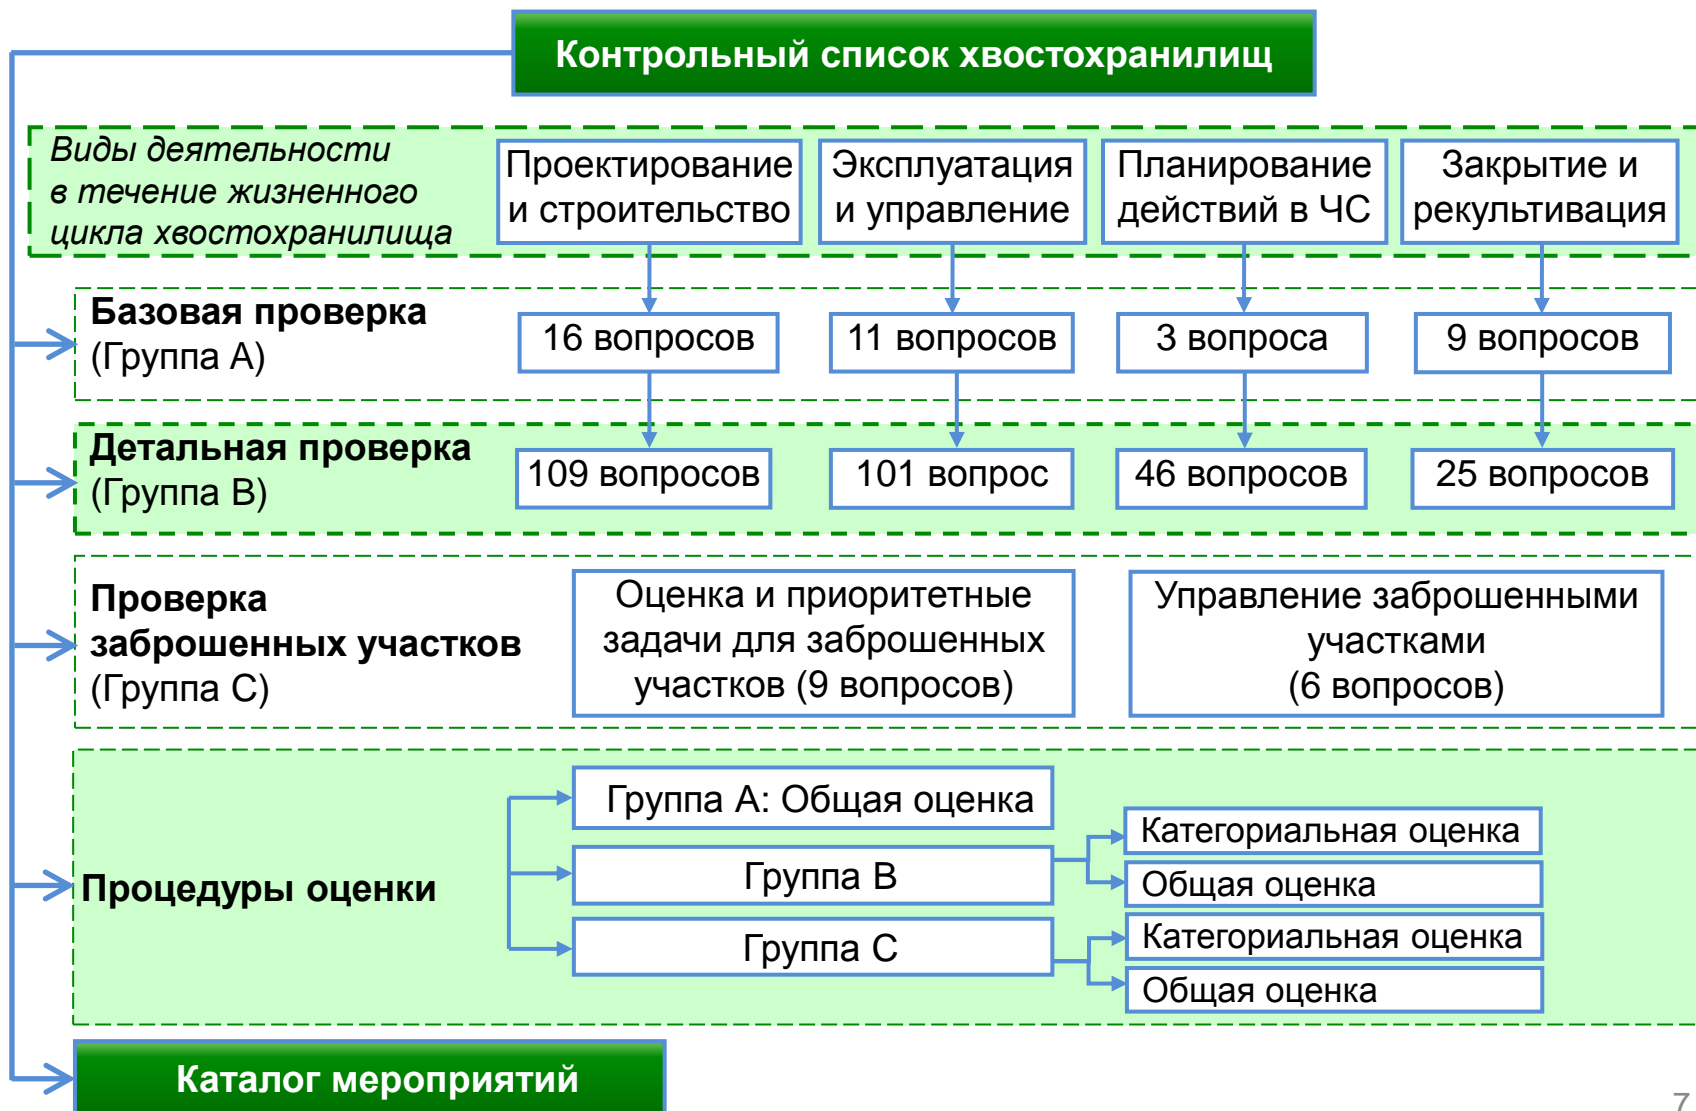 Контрольный список хвостохранилищ
Виды деятельности
в течение жизненного
цикла хвостохранилища
Проектирование
и строительство
Эксплуатация
и управление
Планирование
действий в ЧС
Закрытие и
рекультивация
Базовая проверка
(Группа А)
16 вопросов
11 вопросов
3 вопроса
9 вопросов
Детальная проверка
(Группа В)
109 вопросов
101 вопрос
46 вопросов
25 вопросов
Проверка
заброшенных участков
(Группа С)
Оценка и приоритетные
задачи для заброшенных
участков (9 вопросов)
Управление заброшенными
участками
(6 вопросов)
Процедуры оценки
Группа А: Общая оценка
Группа В
Категориальная оценка
Общая оценка
Группа С
Категориальная оценка
Общая оценка
Каталог мероприятий
7